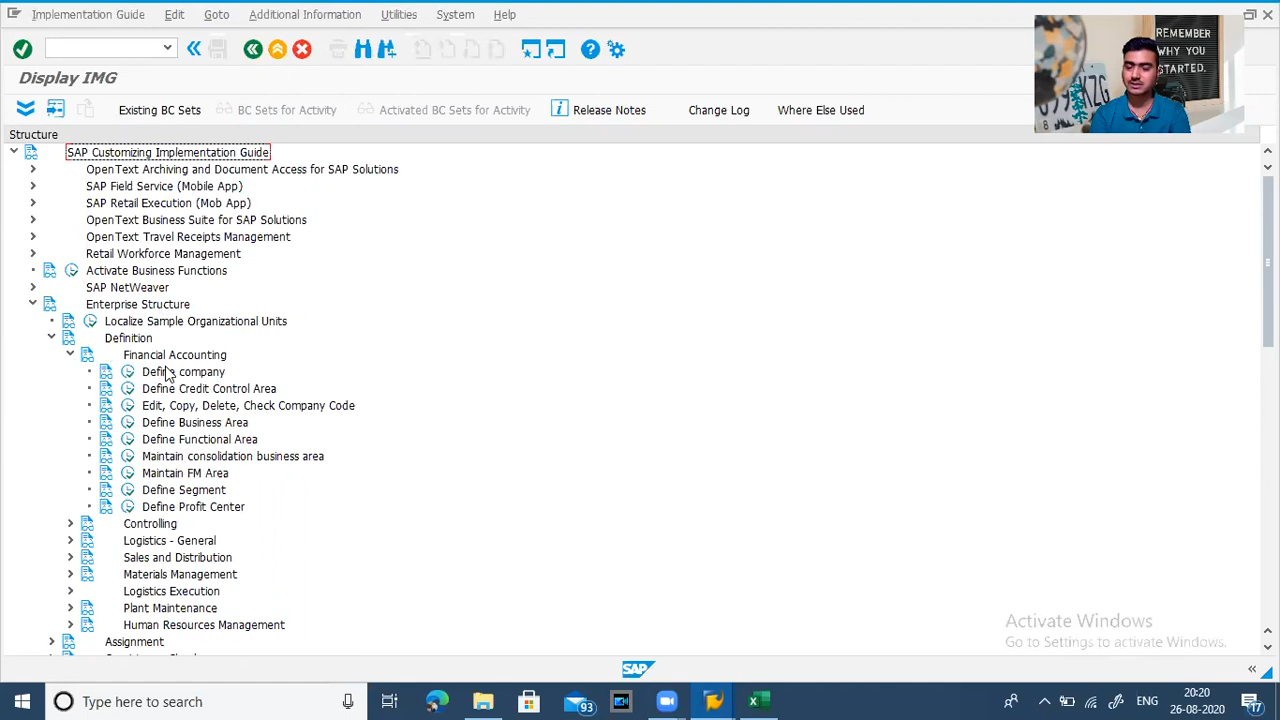 Implementation Guide Edit Goto Additional Information Utilities System Help
Display IMG
Existing BC Sets BC Sets for Activity Activated BC Sets for Activity Release Notes Change Log Where Else Used
Structure
SAP Customizing Implementation Guide
OpenText Archiving and Document Access for SAP Solutions
SAP Field Service (Mobile App)
SAP Retail Execution (Mob App)
OpenText Business Suite for SAP Solutions
OpenText Travel Receipts Management
Retail Workforce Management
Activate Business Functions
SAP NetWeaver
Enterprise Structure
Localize Sample Organizational Units
Definition
Financial Accounting
Define company
Define Credit Control Area
Edit, Copy, Delete, Check Company Code
Define Business Area
Define Functional Area
Maintain consolidation business area
Maintain FM Area
Define Segment
Define Profit Center
Controlling
Logistics - General
Sales and Distribution
Materials Management
Logistics Execution
Plant Maintenance
Human Resources Management
Assignment
REMEMBER
WHY YOU
STARTED.
Activate Windows
Go to Settings to activate Windows.
SAP
Type here to search
93
ENG
20:20
26-08-2020
17